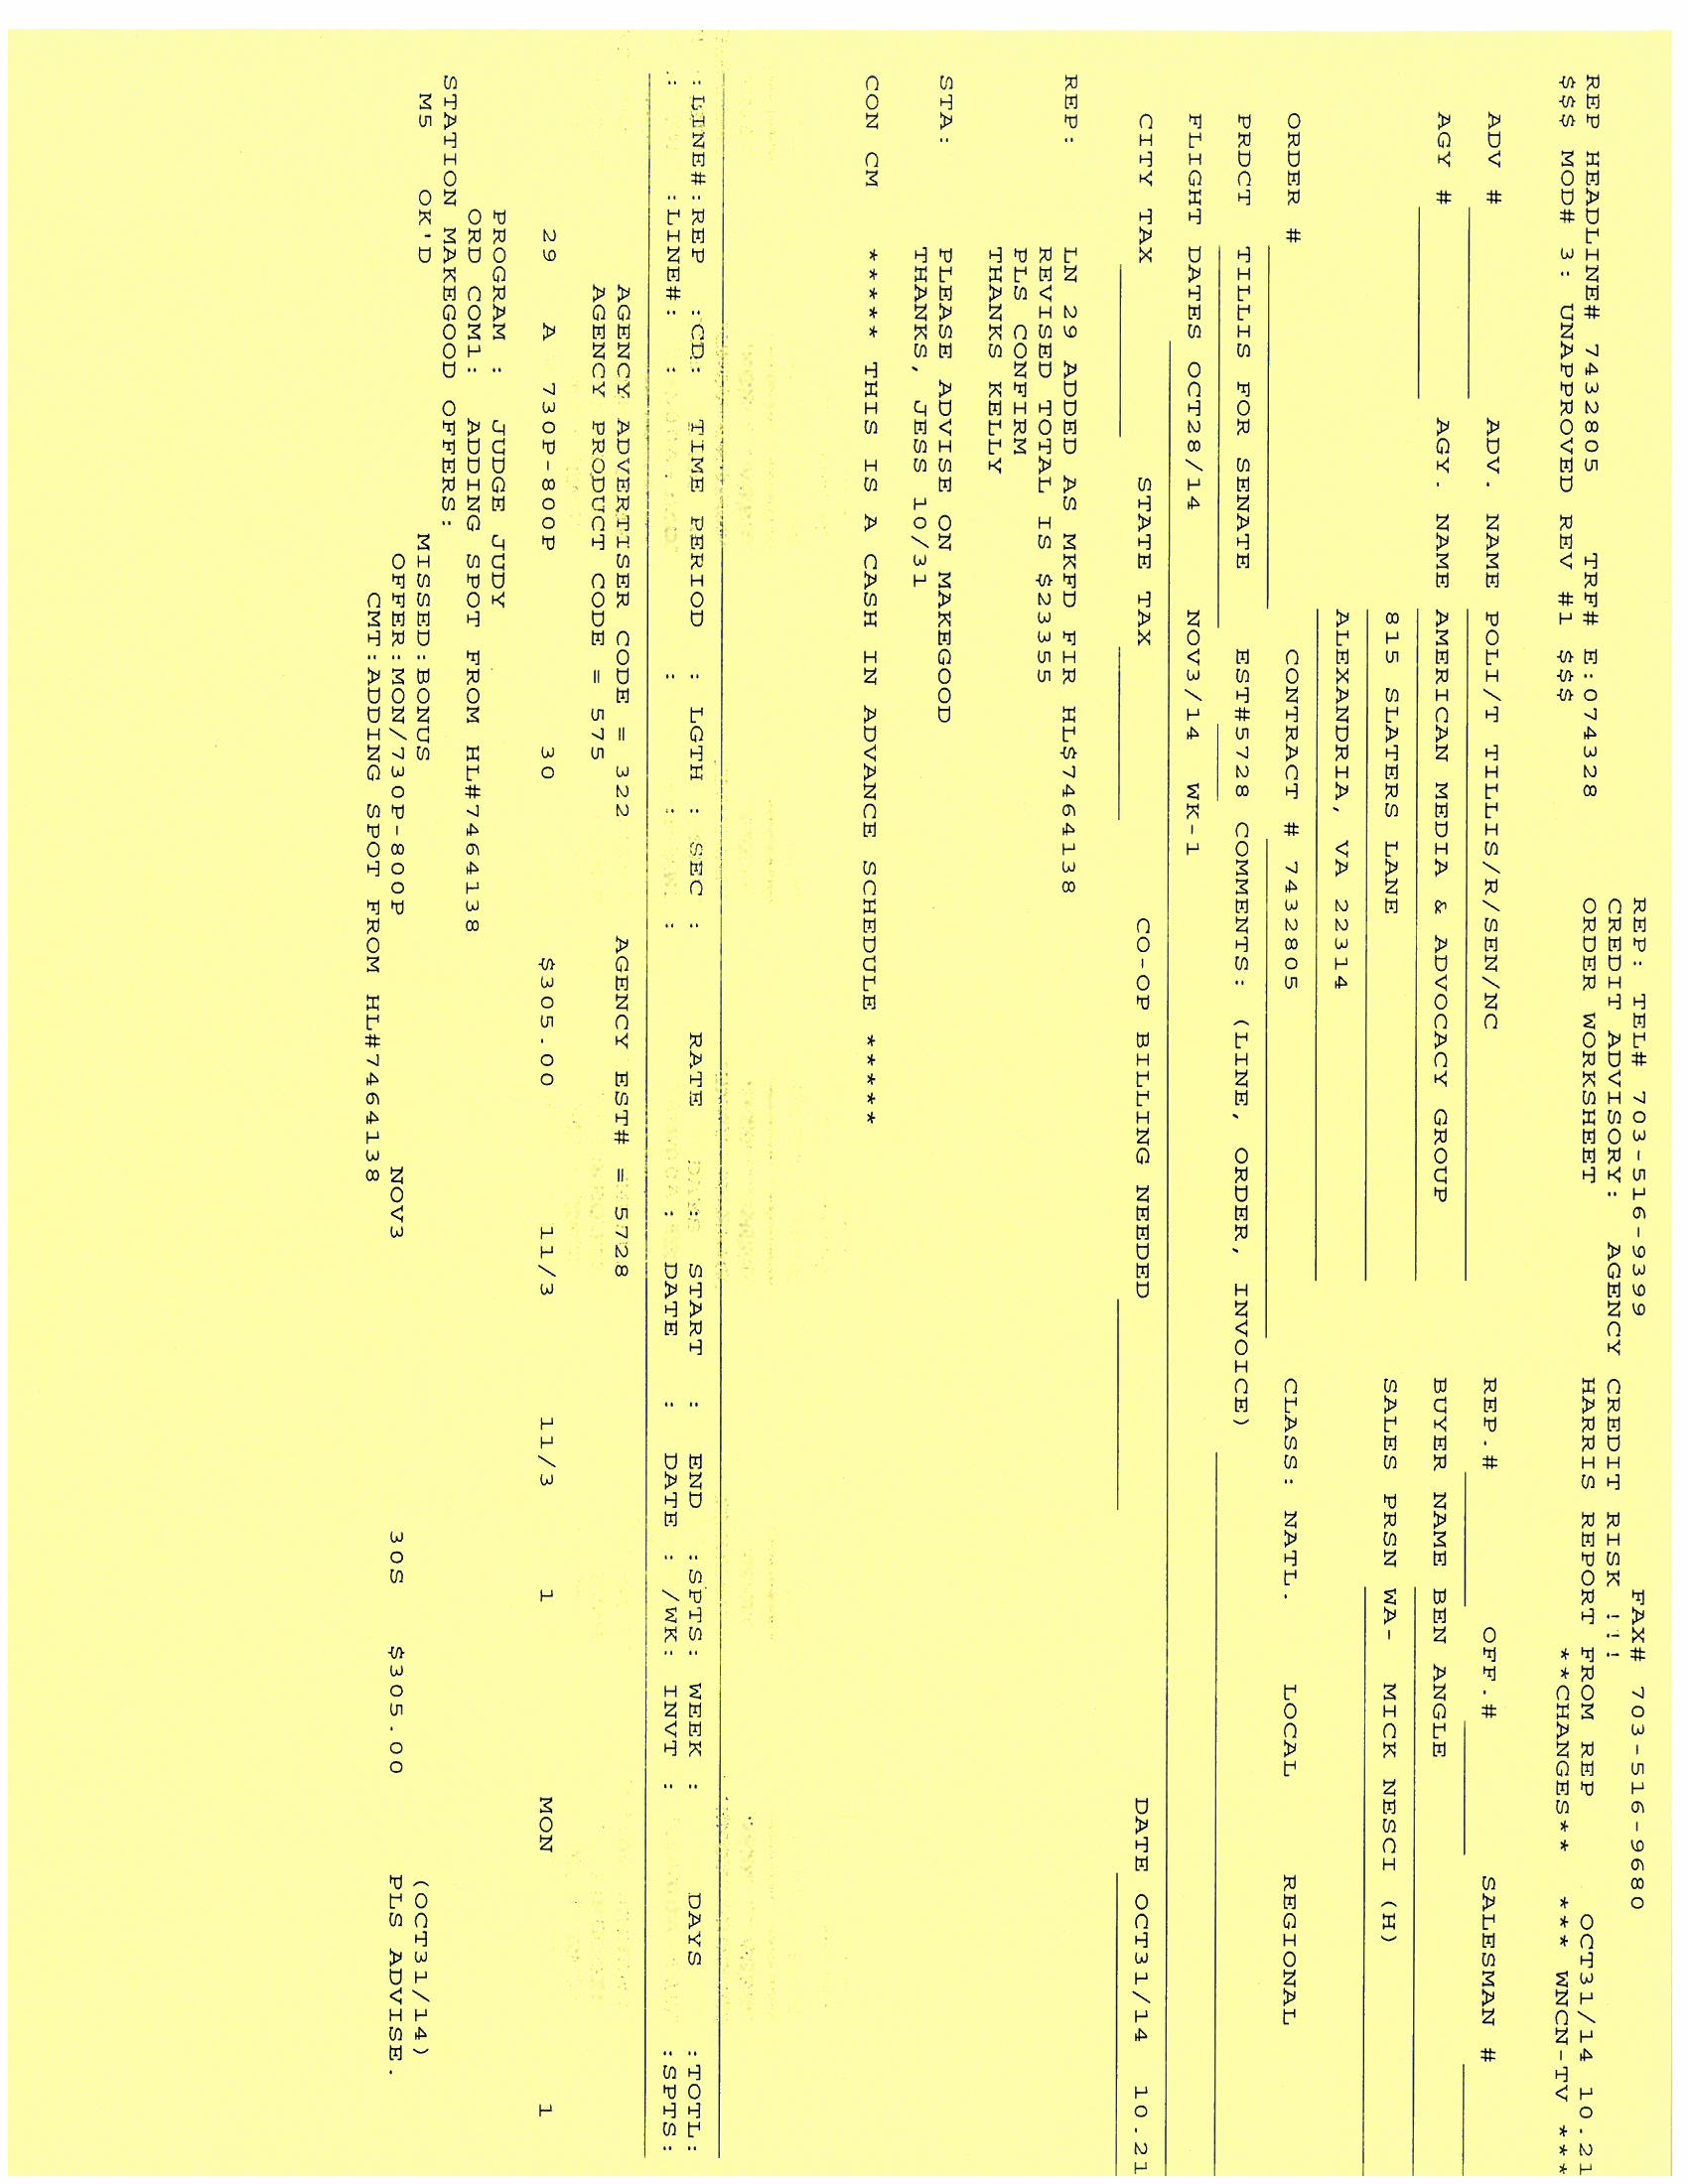 REP: TEL# 703-516-9399 FAX# 703-516-9680
CREDIT ADVISORY: AGENCY CREDIT RISK !!!
ORDER WORKSHEET HARRIS REPORT FROM REP OCT31/14 10.21
REP HEADLINE# 7432805 TRF# E:074328 **CHANGES** *** WNCN-TV ***
$$$ MOD# 3: UNAPPROVED REV #1 $$$
ADV # ADV. NAME POLI/T TILLIS/R/SEN/NC REP.# OFF.# SALESMAN #
AGY # AGY. NAME AMERICAN MEDIA & ADVOCACY GROUP BUYER NAME BEN ANGLE
815 SLATERS LANE SALES PRSN WA- MICK NESCI (H)
ALEXANDRIA, VA 22314
ORDER # CONTRACT # 7432805 CLASS: NATL. LOCAL REGIONAL
PRDCT TILLIS FOR SENATE EST#5728 COMMENTS: (LINE, ORDER, INVOICE)
FLIGHT DATES OCT28/14 NOV3/14 WK-1
CITY TAX STATE TAX CO-OP BILLING NEEDED DATE OCT31/14 10.21
REP: LN 29 ADDED AS MKFD FIR HL$7464138
REVISED TOTAL IS $23355
PLS CONFIRM
THANKS KELLY
STA: PLEASE ADVISE ON MAKEGOOD
THANKS, JESS 10/31
CON CM ***** THIS IS A CASH IN ADVANCE SCHEDULE *****
:LINE#:REP :CD: TIME PERIOD : LGTH : SEC : RATE : START : END :SPTS: WEEK : DAYS :TOTL:
: :LINE#: : : : : : DATE : DATE : /WK: INVT : :SPTS:
AGENCY ADVERTISER CODE = 322 AGENCY EST# = 5728
AGENCY PRODUCT CODE = 575
29 A 730P-800P 30 $305.00 11/3 11/3 1 MON 1
PROGRAM : JUDGE JUDY
ORD COM1: ADDING SPOT FROM HL#7464138
STATION MAKEGOOD OFFERS:
M5 OK'D MISSED:BONUS (OCT31/14)
OFFER:MON/730P-800P NOV3 30S $305.00 PLS ADVISE.
CMT:ADDING SPOT FROM HL#7464138